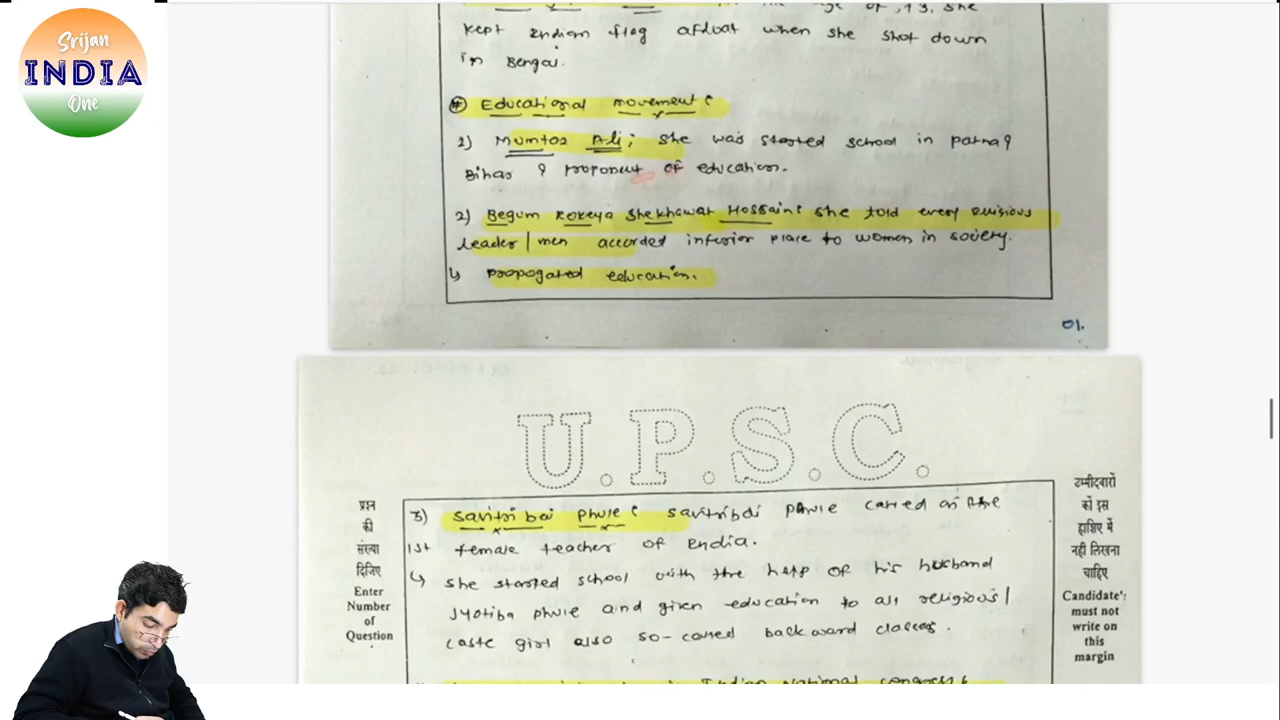 Srijan
INDIA
One
kept Indian flag afloat when she shot down
in Bengal.
# Educational movement :
1) Mumtaz Ali : She was started school in patna &
Bihar & proponent of education.
2) Begum Rokeya Shekhawat Hossain : she told every Religious
leader / men accorded inferior place to women in society.
↳ propogated education.
01.
U.P.S.C.
प्रश्न
की
संख्या
दिजिए
Enter
Number
of
Question
3) Savitri bai phule : Savitribai phule called as the
1st female teacher of India.
↳ she started school with the help of his husband
Jyotiba phule and given education to all religious /
caste girl also so-called backward classes.
Indian National congress :
उम्मीदवारों
को इस
हाशिए में
नही लिखना
चाहिए
Candidate's
must not
write on
this
margin